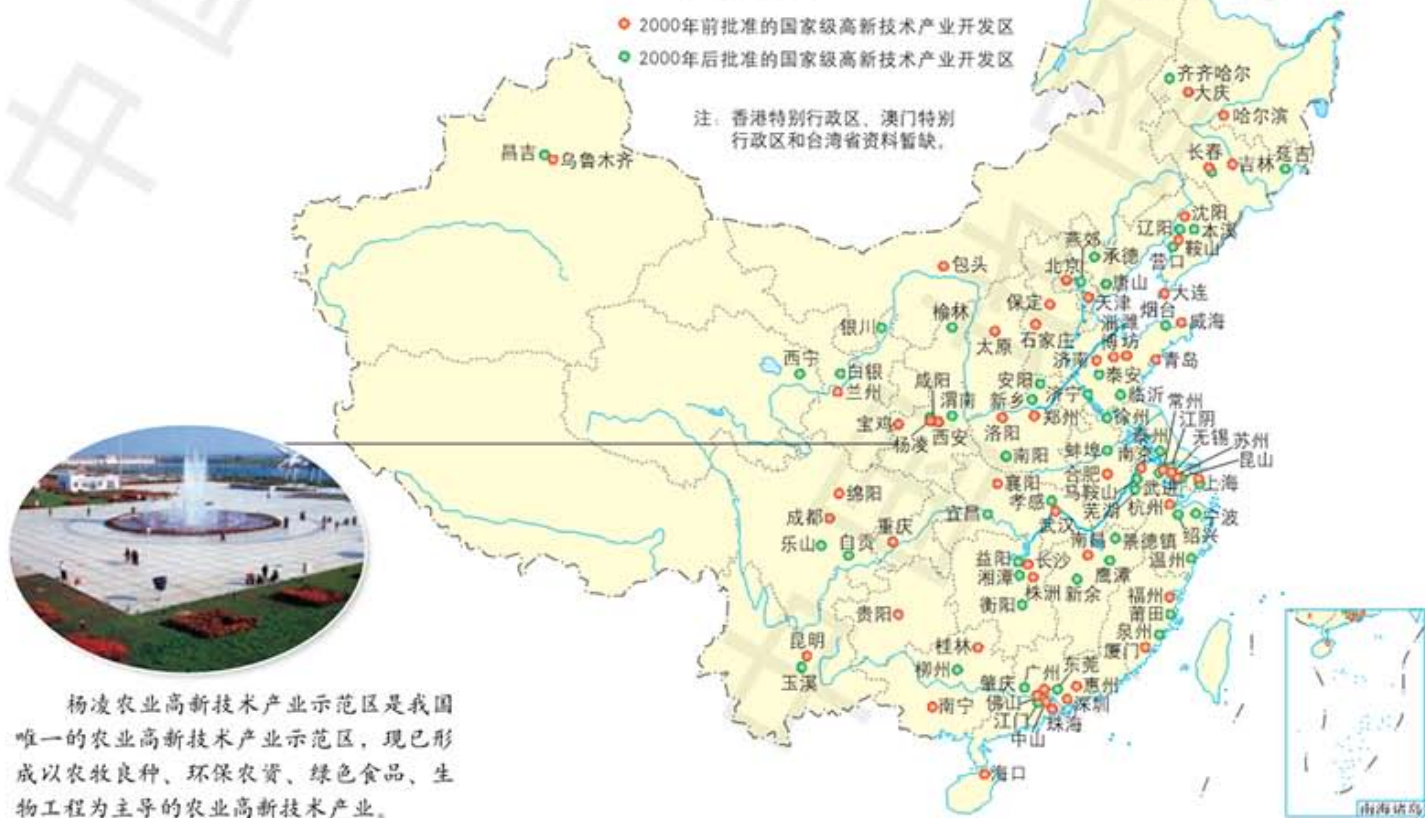 2000年前批准的国家级高新技术产业开发区
2000年后批准的国家级高新技术产业开发区
注：香港特别行政区、澳门特别
行政区和台湾省资料暂缺。
齐齐哈尔
大庆
哈尔滨
昌吉
乌鲁木齐
长春
吉林
延吉
沈阳
辽阳
本溪
鞍山
营口
燕郊
承德
包头
北京
唐山
大连
保定
天津
烟台
威海
银川
榆林
太原
石家庄
淄博
潍坊
济南
青岛
西宁
白银
兰州
咸阳
安阳
泰安
渭南
新乡
济宁
临沂
常州
宝鸡
杨凌
西安
洛阳
郑州
徐州
江阴
泰州
无锡
苏州
昆山
南阳
蚌埠
南京
合肥
上海
绵阳
襄阳
孝感
马鞍山
武进
成都
重庆
宜昌
芜湖
杭州
宁波
武汉
绍兴
乐山
自贡
南昌
景德镇
益阳
长沙
温州
湘潭
鹰潭
株洲
新余
衡阳
福州
贵阳
莆田
泉州
昆明
桂林
厦门
玉溪
柳州
广州
东莞
肇庆
惠州
南宁
佛山
深圳
江门
珠海
中山
海口
南海诸岛
杨凌农业高新技术产业示范区是我国
唯一的农业高新技术产业示范区，现已形
成以农牧良种、环保农资、绿色食品、生
物工程为主导的农业高新技术产业。